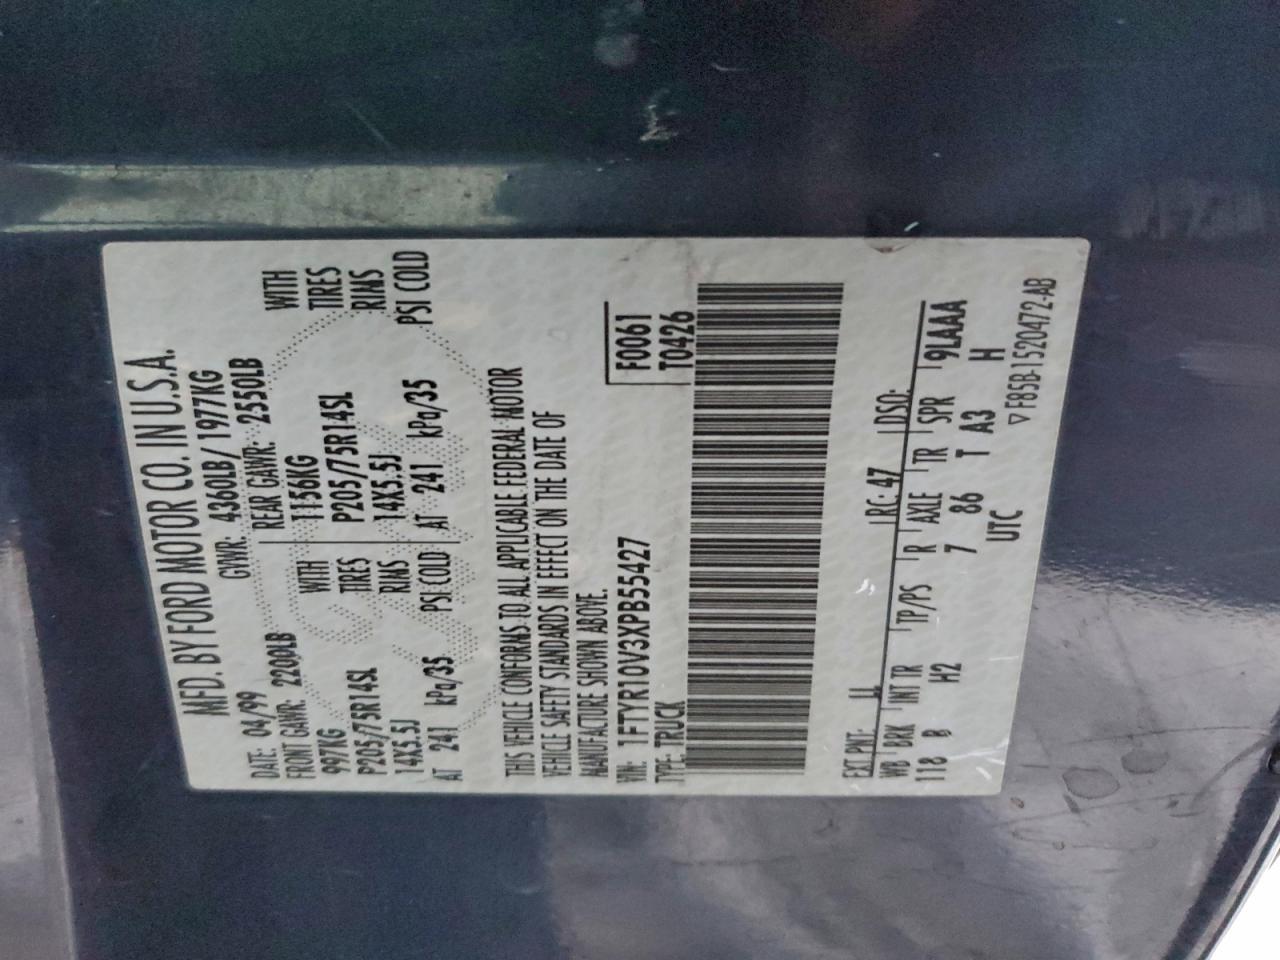 MFD. BY FORD MOTOR CO. IN U.S.A.
DATE: 04/99 GVWR: 4360LB/ 1977KG
FRONT GAWR: 2200LB REAR GAWR: 2550LB
997KG WITH 1156KG WITH
P205/75R14SL TIRES P205/75R14SL TIRES
14X5.5J RIMS 14X5.5J RIMS
AT 241 kPa/35 PSI COLD AT 241 kPa/35 PSI COLD
THIS VEHICLE CONFORMS TO ALL APPLICABLE FEDERAL MOTOR
VEHICLE SAFETY STANDARDS IN EFFECT ON THE DATE OF
MANUFACTURE SHOWN ABOVE.
VIN: 1FTYR10V3XPB55427 F0061
TYPE: TRUCK T0426
EXT PNT: LL RC: 47 DSO:
WB BRK INT TR TP/PS R AXLE TR SPR 9LAAA
118 B H2 7 86 T A3 H
UTC
▽ F85B-1520472-AB